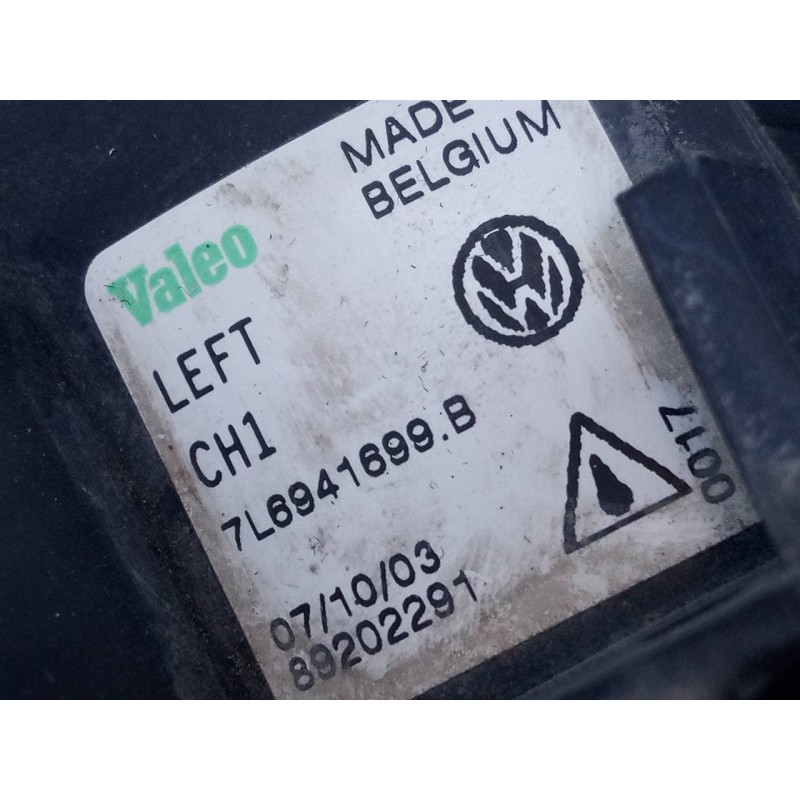 MADE
BELGIUM
Valeo
LEFT
CH1
7L6941699.B
0017
07/10/03
89202291